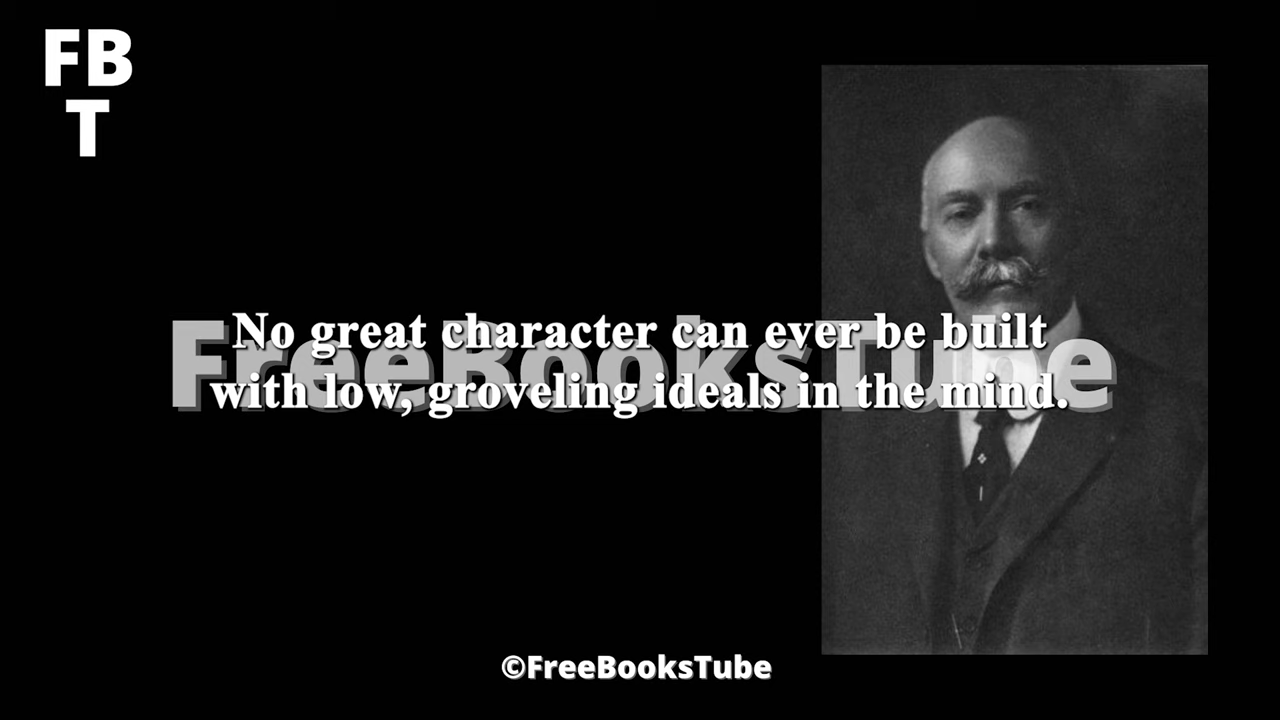 FB
T
FreeBooksTube
No great character can ever be built
with low, groveling ideals in the mind.
©FreeBooksTube